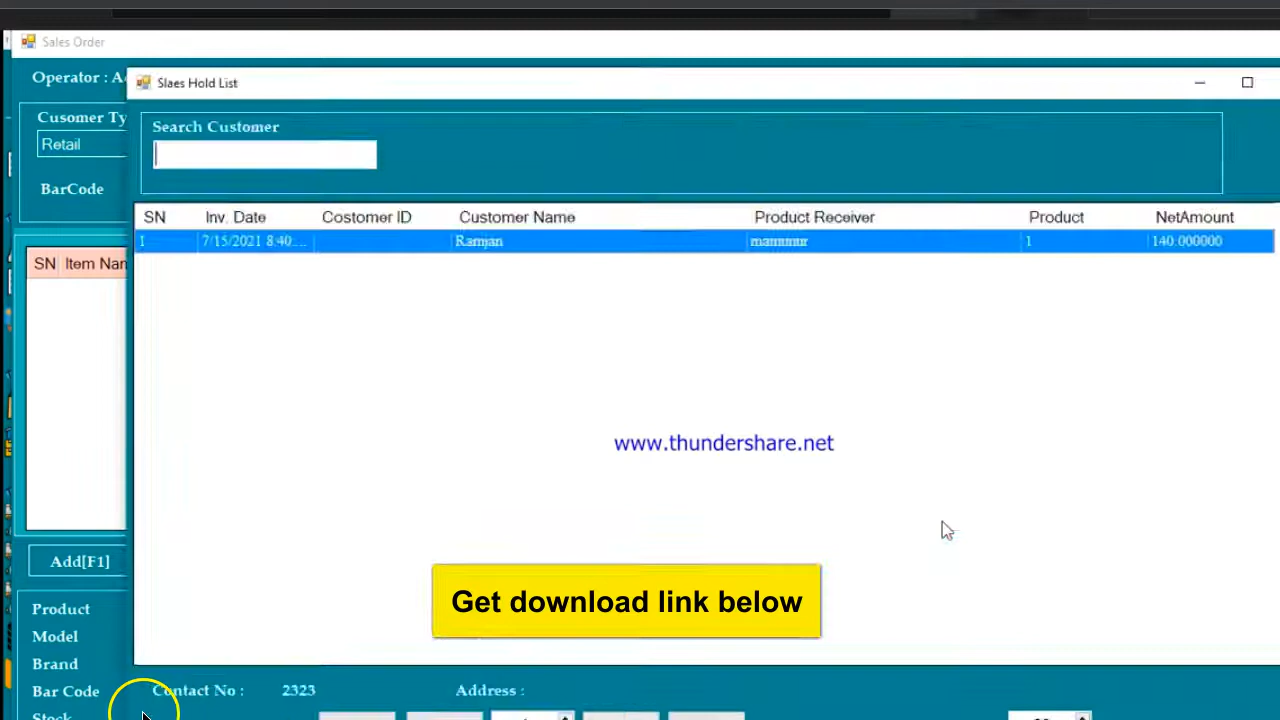 Sales Order
Operator : A
Slaes Hold List
Cusomer Ty
Search Customer
Retail
BarCode
SN Inv. Date Costomer ID Customer Name Product Receiver Product NetAmount
1 7/15/2021 8:40... Ramjan 1 140.000000
SN Item Nan
www.thundershare.net
Add[F1]
Get download link below
Product
Model
Brand
Bar Code
Contact No : 2323 Address :
Stock